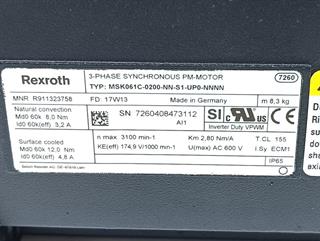 Rexroth
3-PHASE SYNCHRONOUS PM-MOTOR
7260
TYP: MSK061C-0200-NN-S1-UP0-NNNN
MNR R911323758
FD: 17W13
Made in Germany
m 8,3 kg
Natural convection
Md0 60k 8,0 Nm
Id0 60k(eff) 3,2 A
SN: 7260408473112
AI1
Inverter Duty VPWM
Surface cooled
Md0 60k 12,0 Nm
Id0 60k(eff) 4,8 A
n max 3100 min-1
Km 2,80 Nm/A
T.CL 155
KE(eff) 174,9 V/1000 min-1
U(max) AC 600 V
I.Sy ECM1
IP65